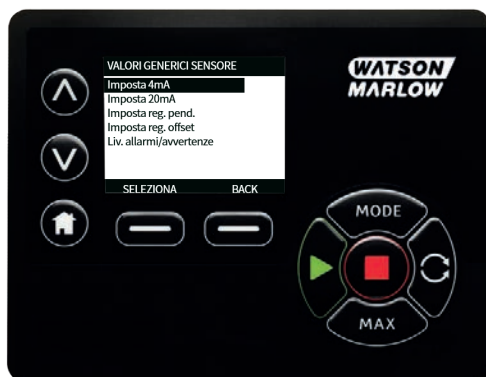 VALORI GENERICI SENSORE
Imposta 4mA
Imposta 20mA
Imposta reg. pend.
Imposta reg. offset
Liv. allarmi/avvertenze
SELEZIONA BACK
WATSON
MARLOW
MODE
MAX